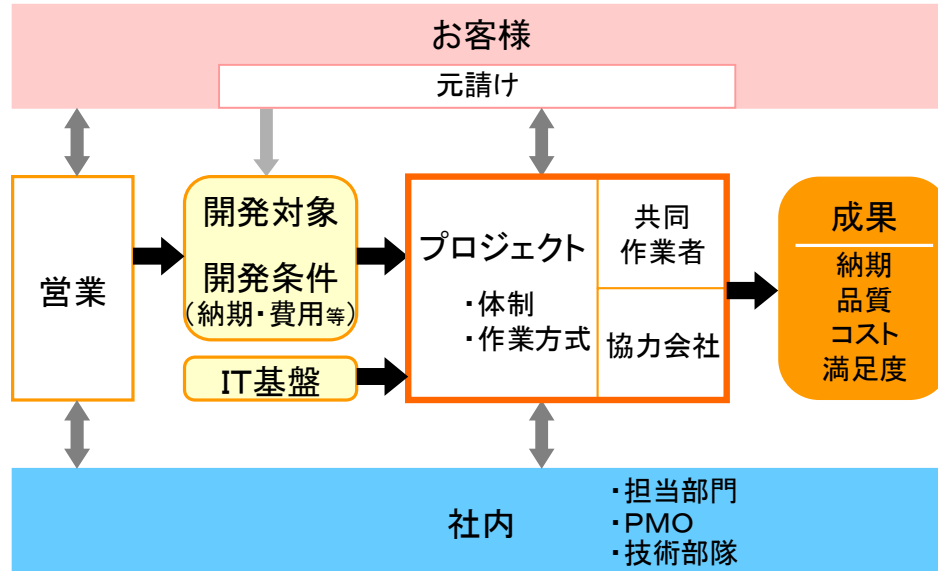 お客様
元請け
営業
開発対象
開発条件
（納期・費用等）
IT基盤
プロジェクト
・体制
・作業方式
共同
作業者
協力会社
成果
納期
品質
コスト
満足度
社内
・担当部門
・ＰＭＯ
・技術部隊